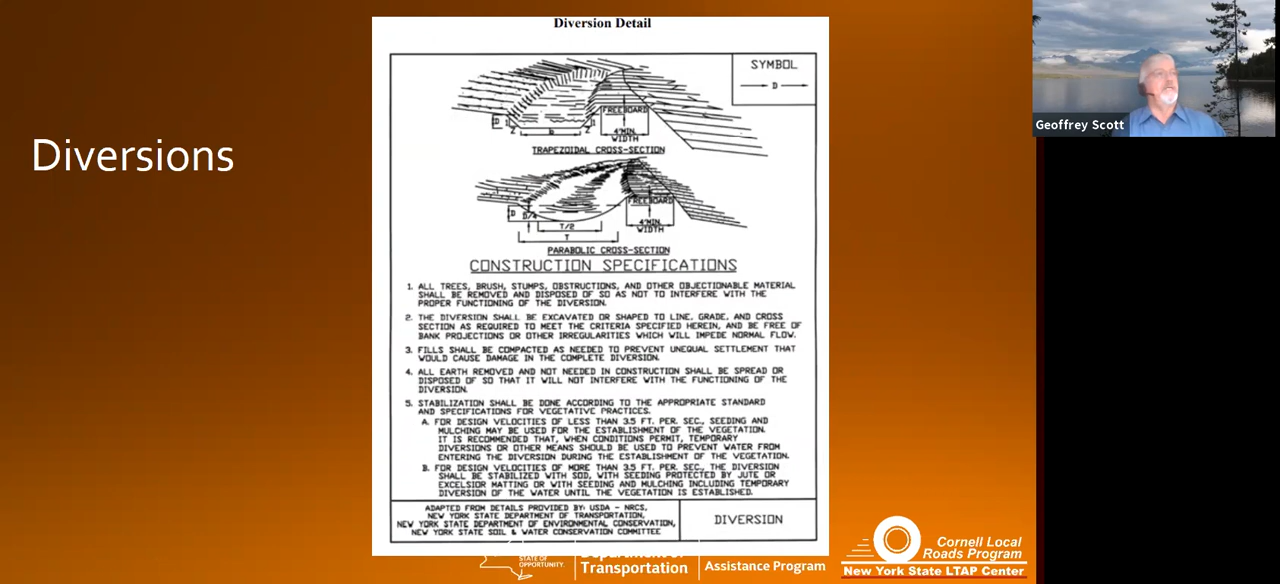 Diversions
Diversion Detail
SYMBOL
D
FREEBOARD
D
1
Z
b
Z
1
4'MIN.
WIDTH
TRAPEZOIDAL CROSS-SECTION
FREEBOARD
D
D/4
T/2
T
4'MIN.
WIDTH
PARABOLIC CROSS-SECTION
CONSTRUCTION SPECIFICATIONS
1. ALL TREES, BRUSH, STUMPS, OBSTRUCTIONS, AND OTHER OBJECTIONABLE MATERIAL
SHALL BE REMOVED AND DISPOSED OF SO AS NOT TO INTERFERE WITH THE
PROPER FUNCTIONING OF THE DIVERSION.
2. THE DIVERSION SHALL BE EXCAVATED OR SHAPED TO LINE, GRADE, AND CROSS
SECTION AS REQUIRED TO MEET THE CRITERIA SPECIFIED HEREIN, AND BE FREE OF
BANK PROJECTIONS OR OTHER IRREGULARITIES WHICH WILL IMPEDE NORMAL FLOW.
3. FILLS SHALL BE COMPACTED AS NEEDED TO PREVENT UNEQUAL SETTLEMENT THAT
WOULD CAUSE DAMAGE IN THE COMPLETE DIVERSION.
4. ALL EARTH REMOVED AND NOT NEEDED IN CONSTRUCTION SHALL BE SPREAD OR
DISPOSED OF SO THAT IT WILL NOT INTERFERE WITH THE FUNCTIONING OF THE
DIVERSION.
5. STABILIZATION SHALL BE DONE ACCORDING TO THE APPROPRIATE STANDARD
AND SPECIFICATIONS FOR VEGETATIVE PRACTICES.
A. FOR DESIGN VELOCITIES OF LESS THAN 3.5 FT. PER. SEC., SEEDING AND
MULCHING MAY BE USED FOR THE ESTABLISHMENT OF THE VEGETATION.
IT IS RECOMMENDED THAT, WHEN CONDITIONS PERMIT, TEMPORARY
DIVERSIONS OR OTHER MEANS SHOULD BE USED TO PREVENT WATER FROM
ENTERING THE DIVERSION DURING THE ESTABLISHMENT OF THE VEGETATION.
B. FOR DESIGN VELOCITIES OF MORE THAN 3.5 FT. PER. SEC., THE DIVERSION
SHALL BE STABILIZED WITH SOD, WITH SEEDING PROTECTED BY JUTE OR
EXCELSIOR MATTING OR WITH SEEDING AND MULCHING INCLUDING TEMPORARY
DIVERSION OF THE WATER UNTIL THE VEGETATION IS ESTABLISHED.
ADAPTED FROM DETAILS PROVIDED BY: USDA - NRCS,
NEW YORK STATE DEPARTMENT OF TRANSPORTATION,
NEW YORK STATE DEPARTMENT OF ENVIRONMENTAL CONSERVATION,
NEW YORK STATE SOIL & WATER CONSERVATION COMMITTEE
DIVERSION
STATE OF
OPPORTUNITY.
Department of
Transportation
Assistance Program
Cornell Local
Roads Program
New York State LTAP Center
Geoffrey Scott